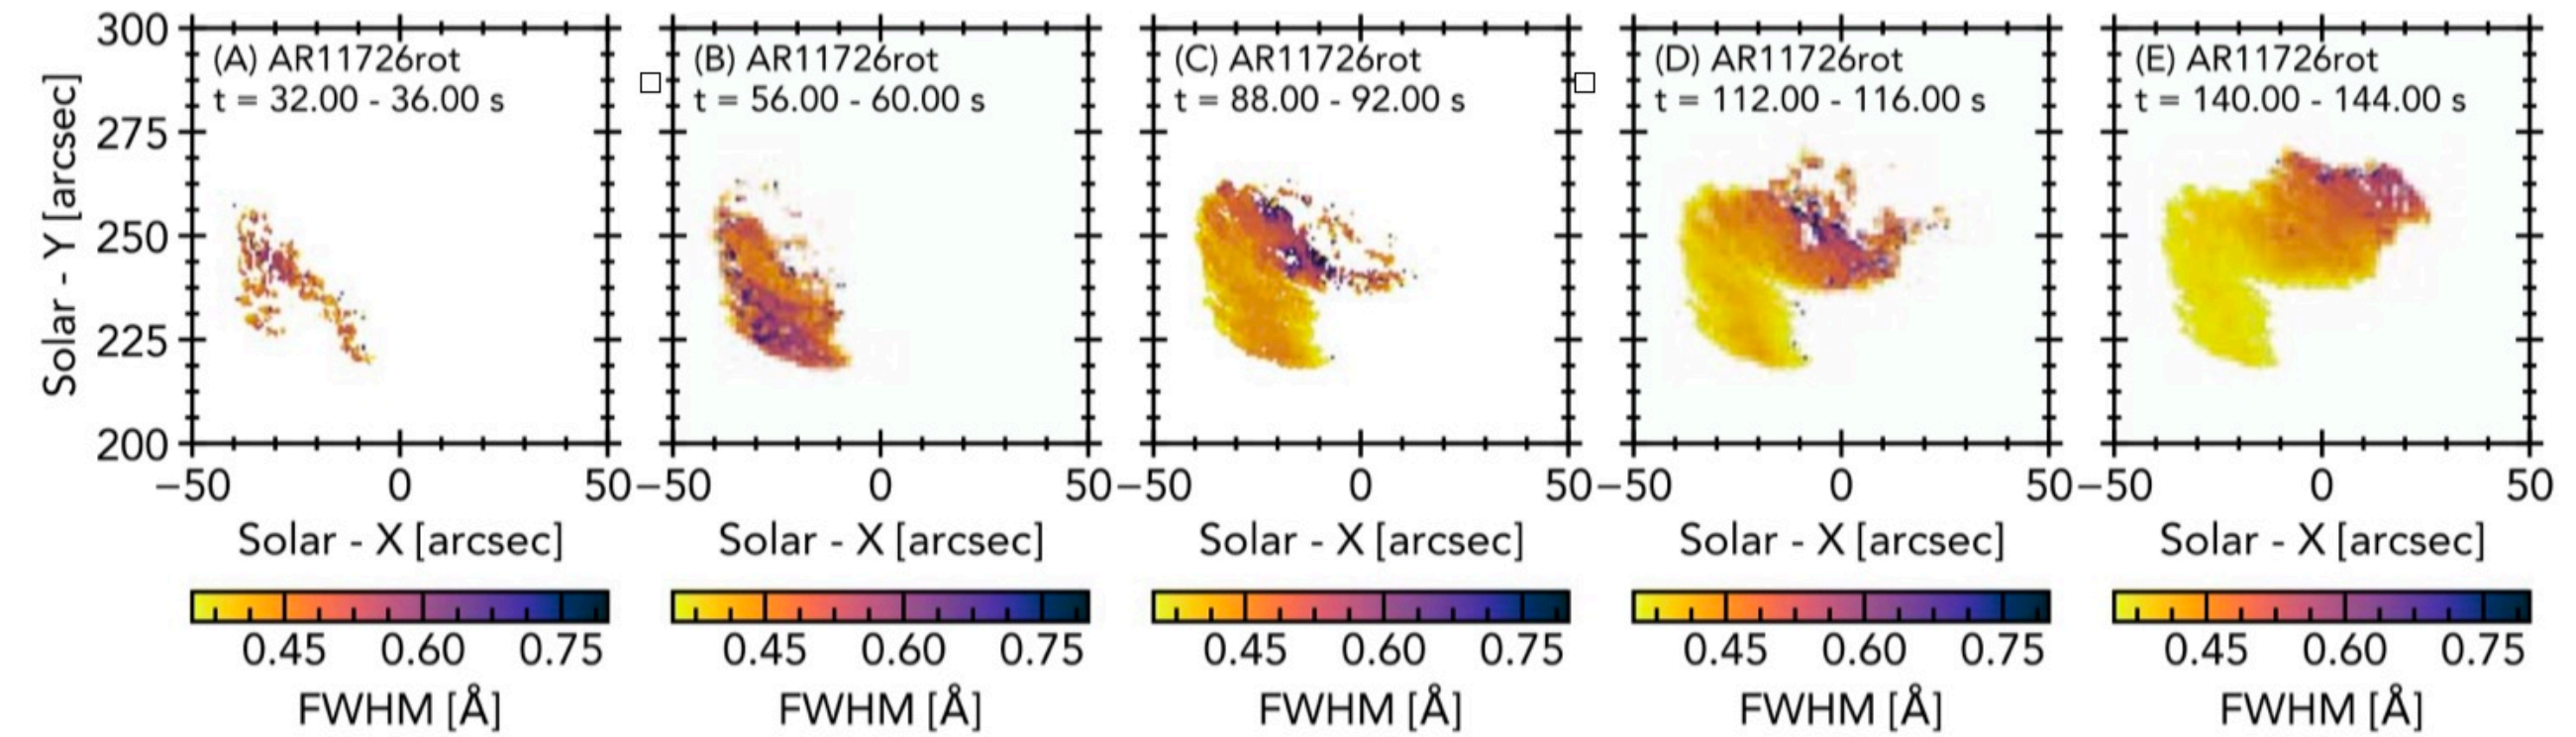 300
275
250
225
200
Solar - Y [arcsec]
(A) AR11726rot
t = 32.00 - 36.00 s
(B) AR11726rot
t = 56.00 - 60.00 s
(C) AR11726rot
t = 88.00 - 92.00 s
(D) AR11726rot
t = 112.00 - 116.00 s
(E) AR11726rot
t = 140.00 - 144.00 s
−50 0 50 −50 0 50 −50 0 50 −50 0 50 −50 0 50
Solar - X [arcsec] Solar - X [arcsec] Solar - X [arcsec] Solar - X [arcsec] Solar - X [arcsec]
0.45 0.60 0.75 0.45 0.60 0.75 0.45 0.60 0.75 0.45 0.60 0.75 0.45 0.60 0.75
FWHM [Å] FWHM [Å] FWHM [Å] FWHM [Å] FWHM [Å]